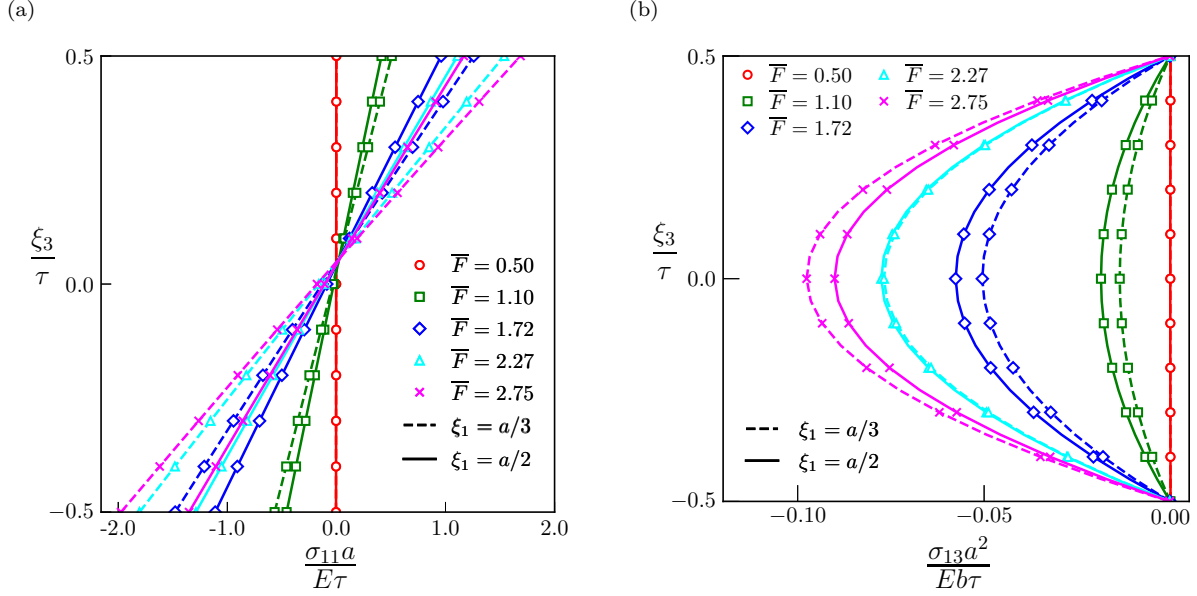 (a)
0.5
0.0
−0.5
ξ₃/τ
F̅ = 0.50
F̅ = 1.10
F̅ = 1.72
F̅ = 2.27
F̅ = 2.75
ξ₁ = a/3
ξ₁ = a/2
-2.0 -1.0 0.0 1.0 2.0
σ₁₁a/Eτ
(b)
0.5
0.0
−0.5
ξ₃/τ
F̅ = 0.50 F̅ = 2.27
F̅ = 1.10 F̅ = 2.75
F̅ = 1.72
ξ₁ = a/3
ξ₁ = a/2
−0.10 −0.05 0.00
σ₁₃a²/Ebτ